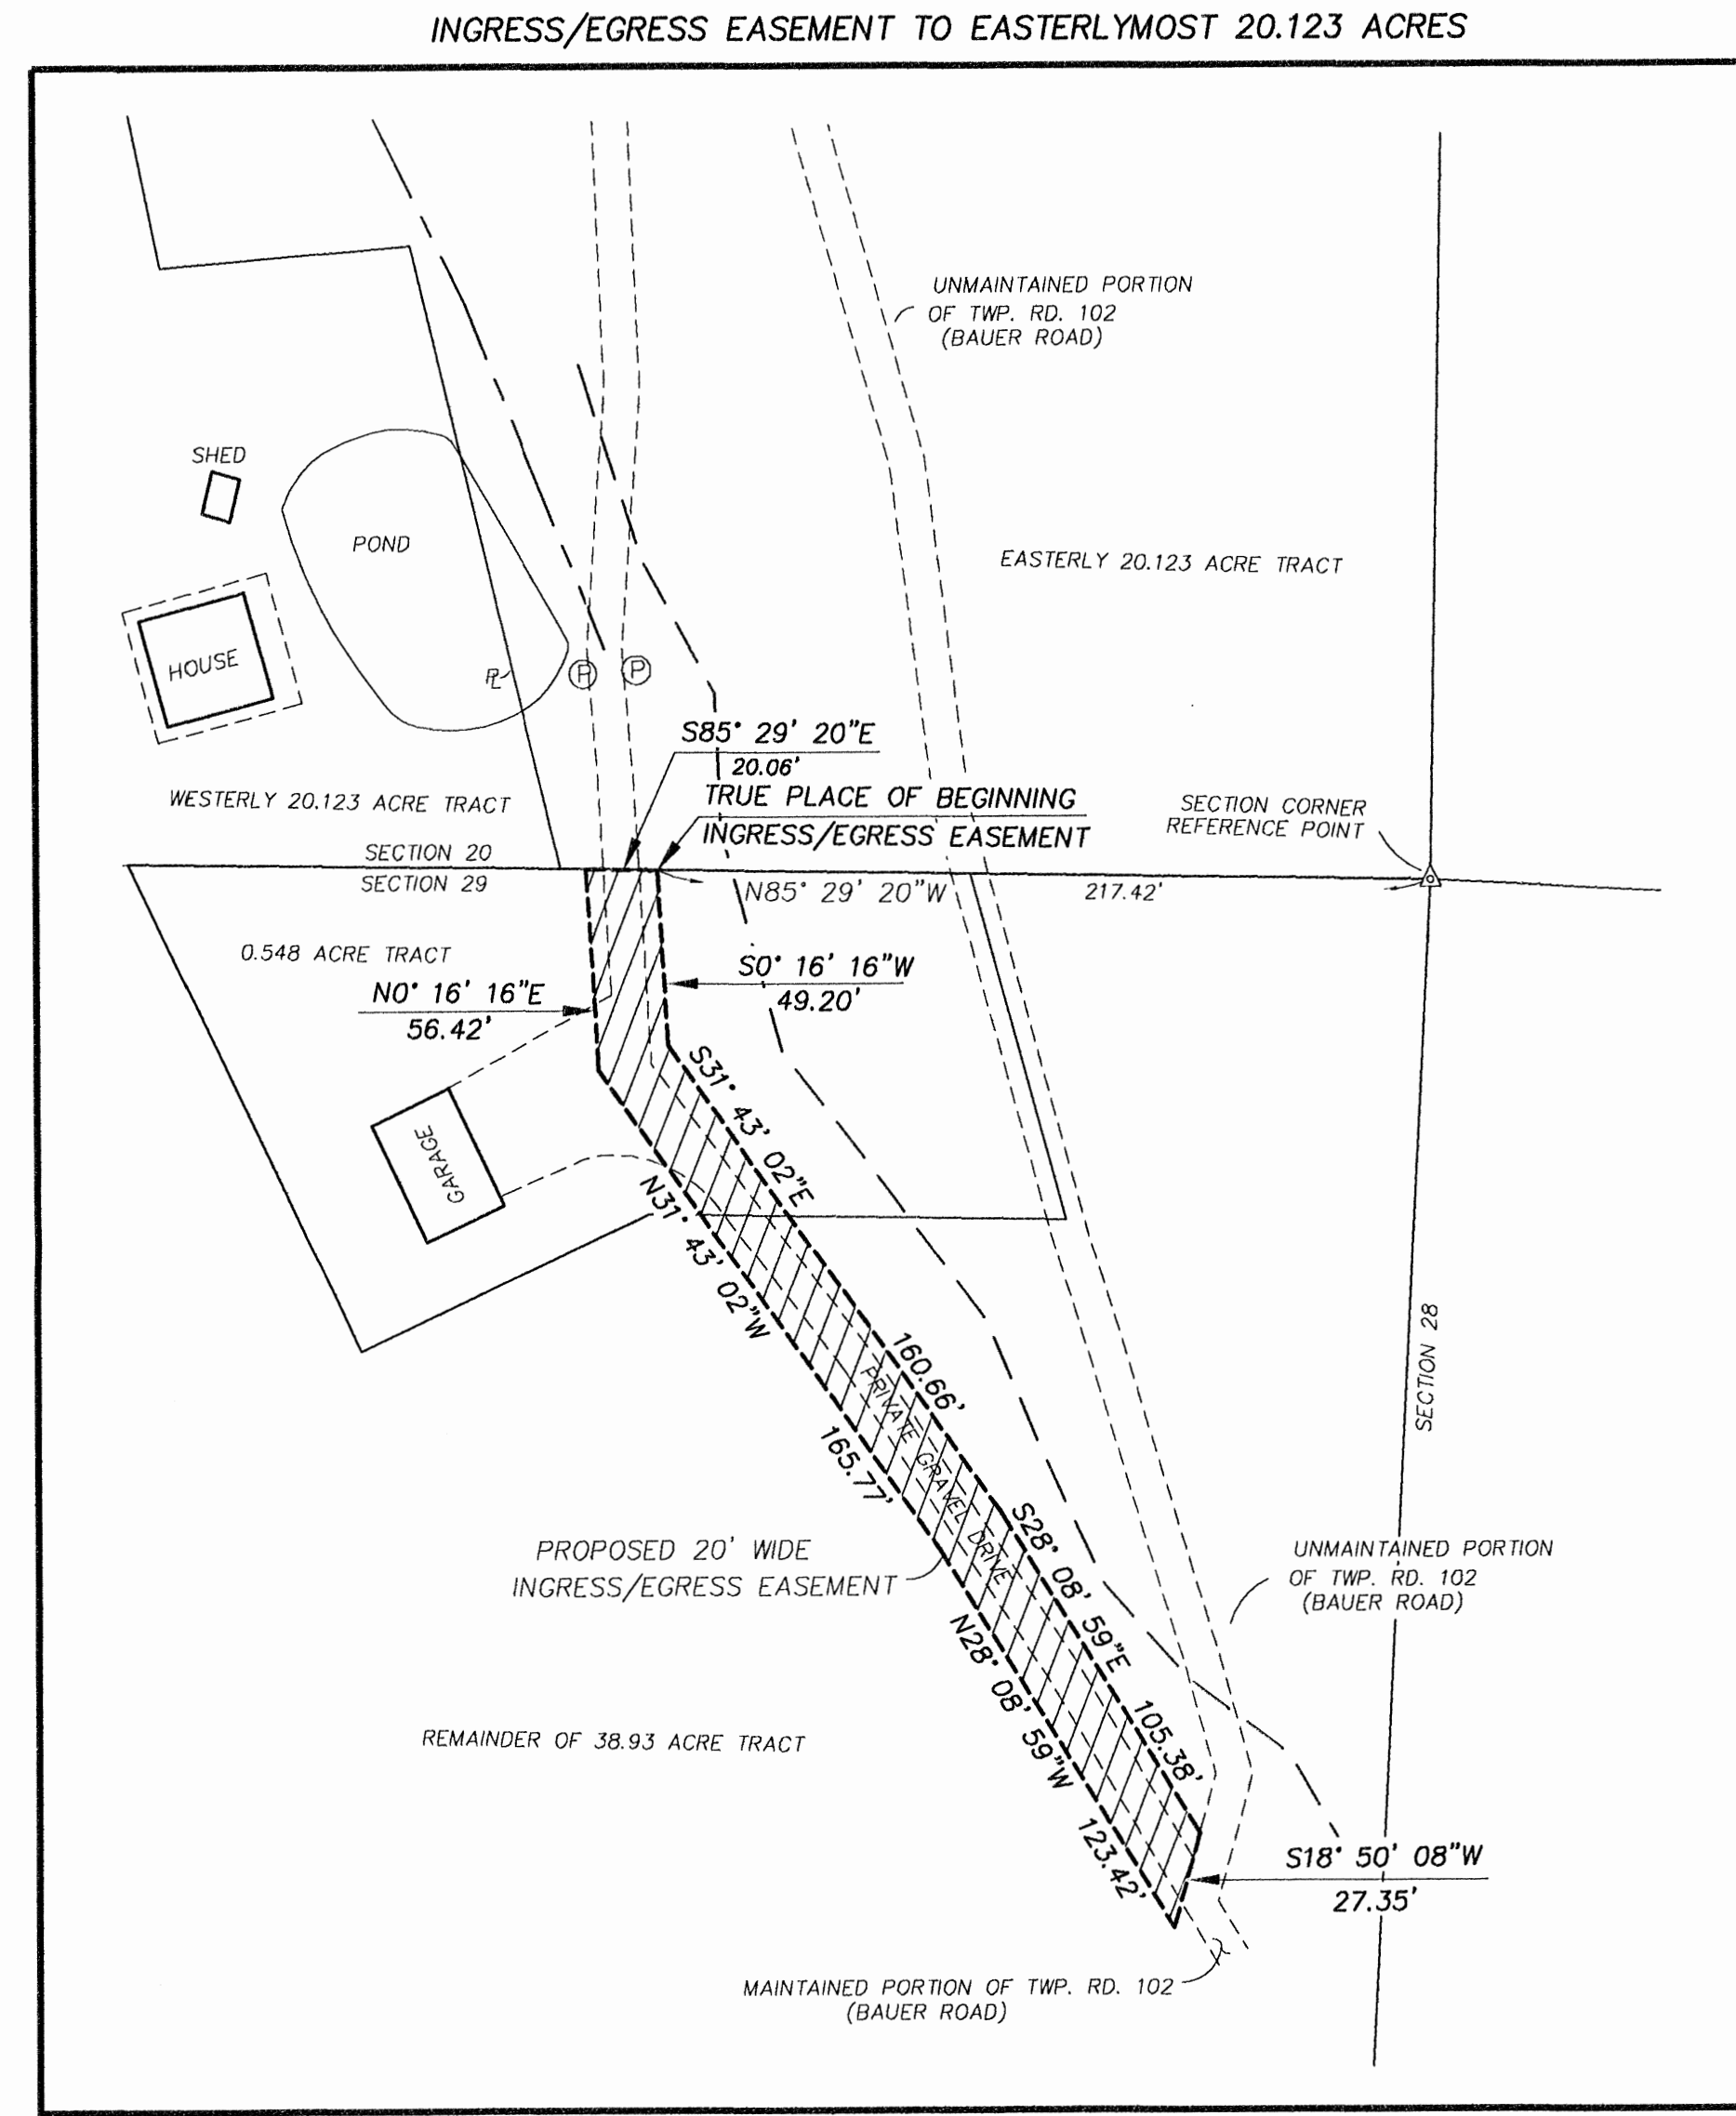 INGRESS/EGRESS EASEMENT TO EASTERLYMOST 20.123 ACRES
UNMAINTAINED PORTION
OF TWP. RD. 102
(BAUER ROAD)
SHED
POND
EASTERLY 20.123 ACRE TRACT
HOUSE
PL
P
P
S85° 29' 20"E
20.06'
WESTERLY 20.123 ACRE TRACT
TRUE PLACE OF BEGINNING
INGRESS/EGRESS EASEMENT
SECTION CORNER
REFERENCE POINT
SECTION 20
SECTION 29
N85° 29' 20"W
217.42'
0.548 ACRE TRACT
S0° 16' 16"W
49.20'
N0° 16' 16"E
56.42'
S31° 43' 02"E
GARAGE
N31° 43' 02"W
160.66'
SECTION 28
PRIVATE GRAVEL DRIVE
165.77'
S28° 08' 59"E
PROPOSED 20' WIDE
INGRESS/EGRESS EASEMENT
UNMAINTAINED PORTION
OF TWP. RD. 102
(BAUER ROAD)
N28° 08' 59"W
105.38'
REMAINDER OF 38.93 ACRE TRACT
123.42'
S18° 50' 08"W
27.35'
MAINTAINED PORTION OF TWP. RD. 102
(BAUER ROAD)